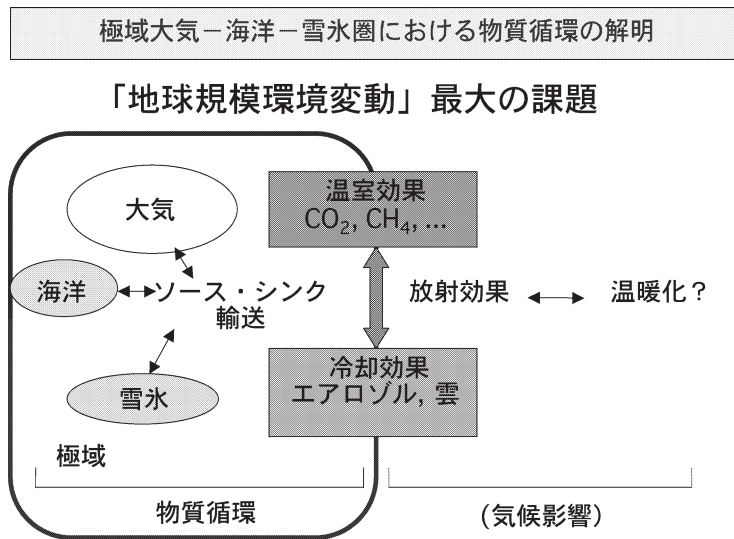 極域大気－海洋－雪氷圏における物質循環の解明
「地球規模環境変動」最大の課題
大気
温室効果
CO2, CH4, ...
海洋
ソース・シンク
輸送
放射効果
温暖化？
雪氷
冷却効果
エアロゾル, 雲
極域
物質循環
(気候影響)